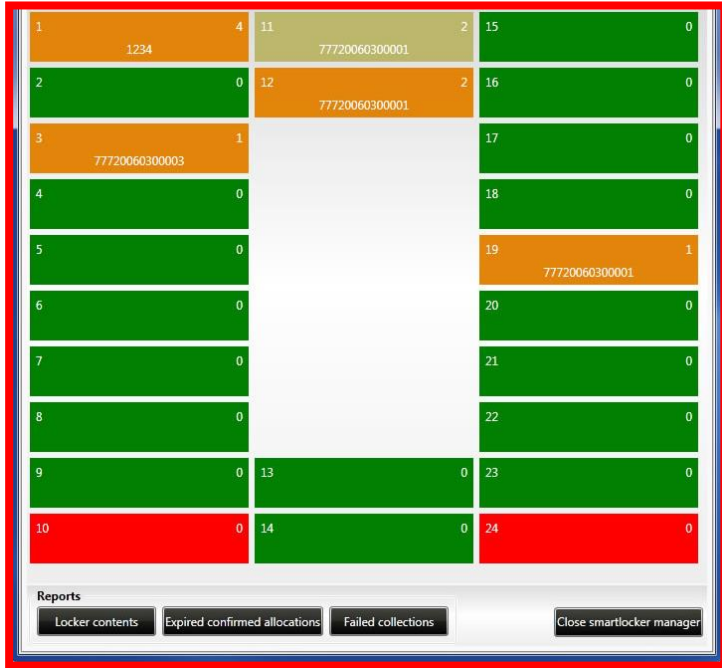 1 4 11 2 15 0
1234 77720060300001
2 0 12 2 16 0
77720060300001
3 1 17 0
77720060300003
4 0 18 0
5 0 19 1
77720060300001
6 0 20 0
7 0 21 0
8 0 22 0
9 0 13 0 23 0
10 0 14 0 24 0
Reports
Locker contents Expired confirmed allocations Failed collections Close smartlocker manager